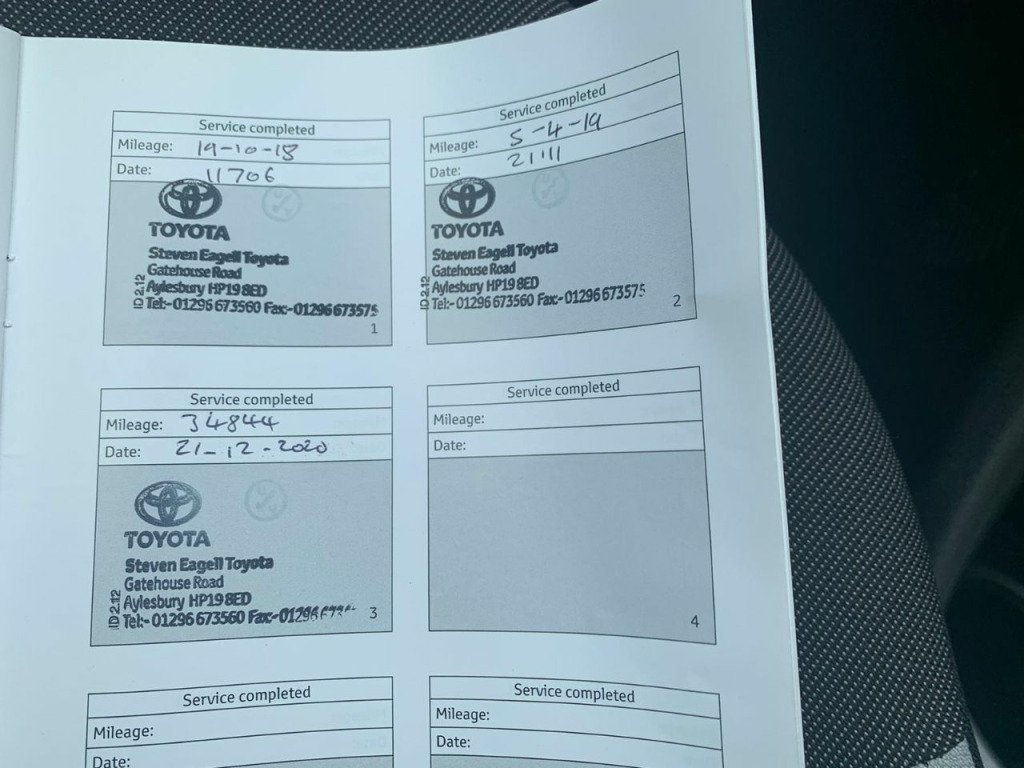 Service completed
Mileage: 19-10-18
Date: 11706
TOYOTA
Steven Eagell Toyota
Gatehouse Road
Aylesbury HP19 8ED
Tel:- 01296 673560 Fax:- 01296 673575
ID 2.12
1
Service completed
Mileage: 5-4-19
Date: 21111
TOYOTA
Steven Eagell Toyota
Gatehouse Road
Aylesbury HP19 8ED
Tel:- 01296 673560 Fax:- 01296 673575
ID 2.12
2
Service completed
Mileage: 34844
Date: 21-12-2020
TOYOTA
Steven Eagell Toyota
Gatehouse Road
Aylesbury HP19 8ED
Tel:- 01296 673560 Fax:-
ID 2.12
3
Service completed
Mileage:
Date:
4
Service completed
Mileage:
Date:
Service completed
Mileage:
Date: